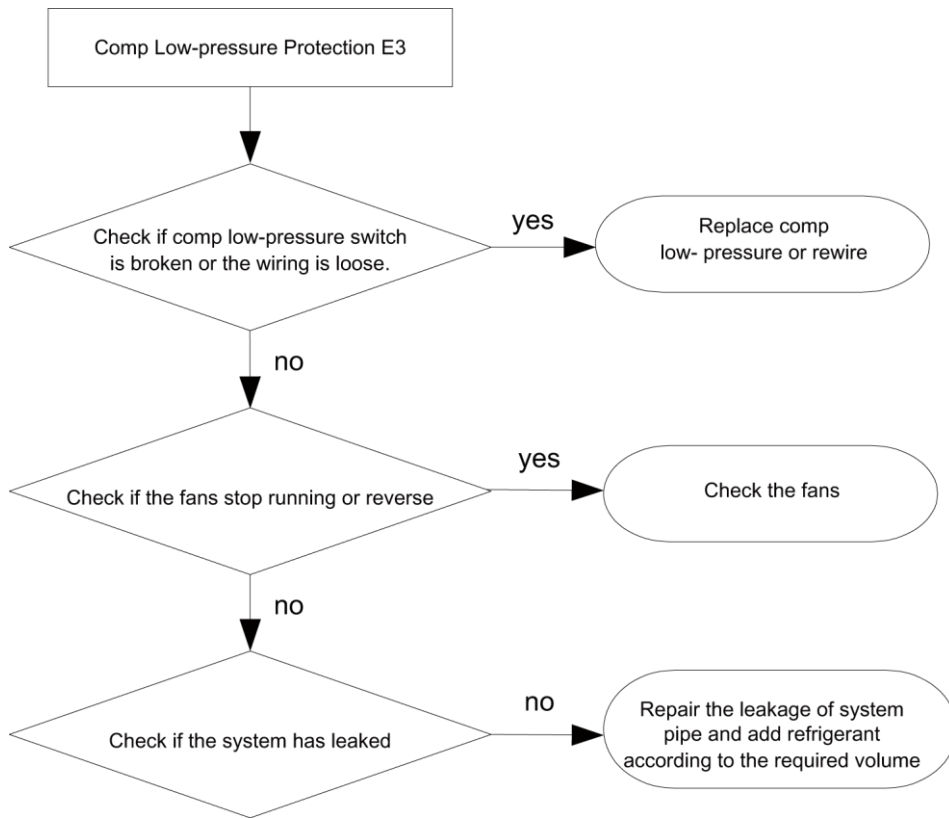 Comp Low-pressure Protection E3
Check if comp low-pressure switch
is broken or the wiring is loose.
yes
Replace comp
low- pressure or rewire
no
Check if the fans stop running or reverse
yes
Check the fans
no
Check if the system has leaked
no
Repair the leakage of system
pipe and add refrigerant
according to the required volume